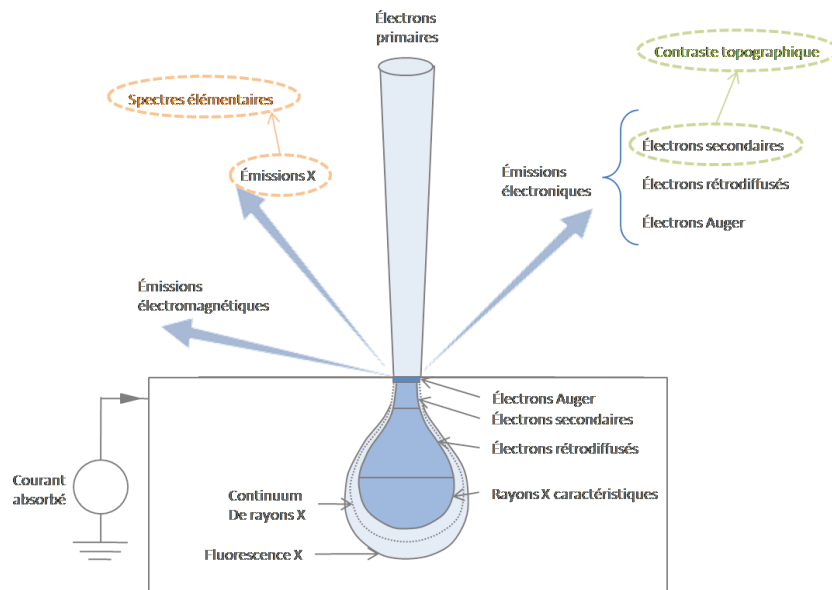 Électrons
primaires
Contraste topographique
Spectres élémentaires
Électrons secondaires
Émissions X
Émissions
électroniques
Électrons rétrodiffusés
Électrons Auger
Émissions
électromagnétiques
Électrons Auger
Électrons secondaires
Électrons rétrodiffusés
Courant
absorbé
Continuum
De rayons X
Rayons X caractéristiques
Fluorescence X